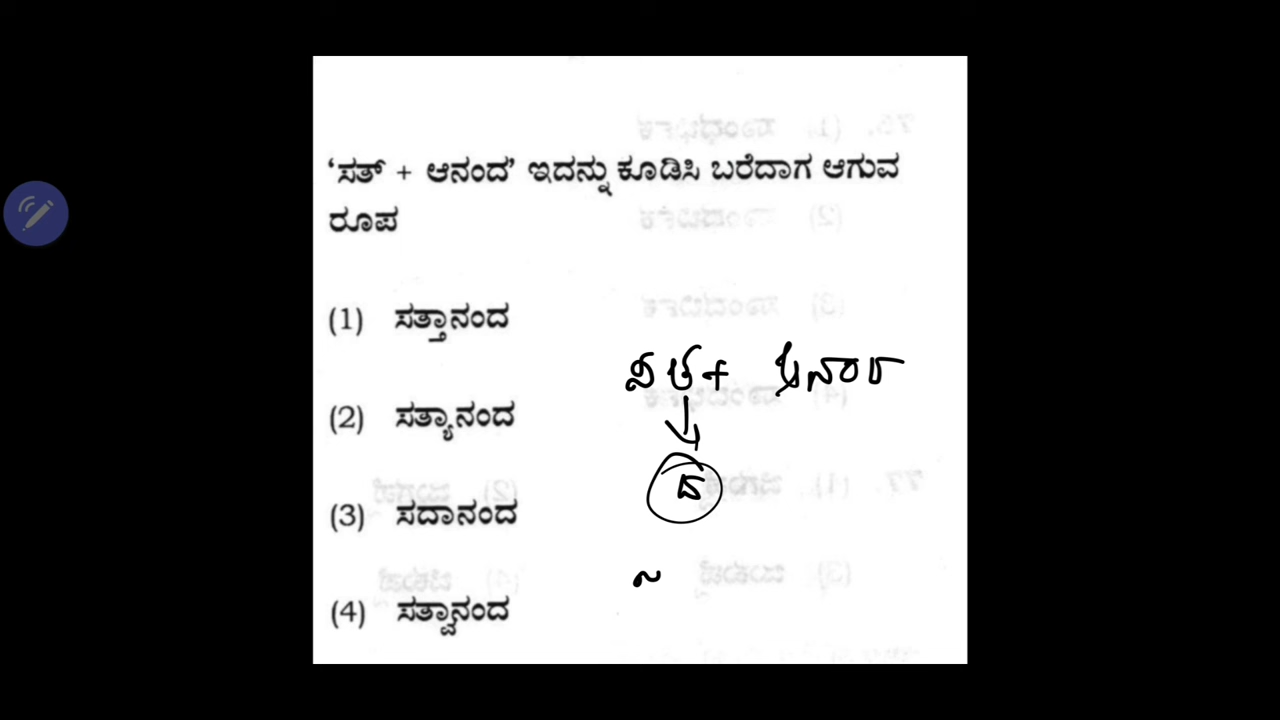 ‘ಸತ್ + ಆನಂದ’ ಇದನ್ನು ಕೂಡಿಸಿ ಬರೆದಾಗ ಆಗುವ
ರೂಪ
(1) ಸತ್ತಾನಂದ
(2) ಸತ್ಯಾನಂದ
(3) ಸದಾನಂದ
(4) ಸತ್ವಾನಂದ
+
ದ